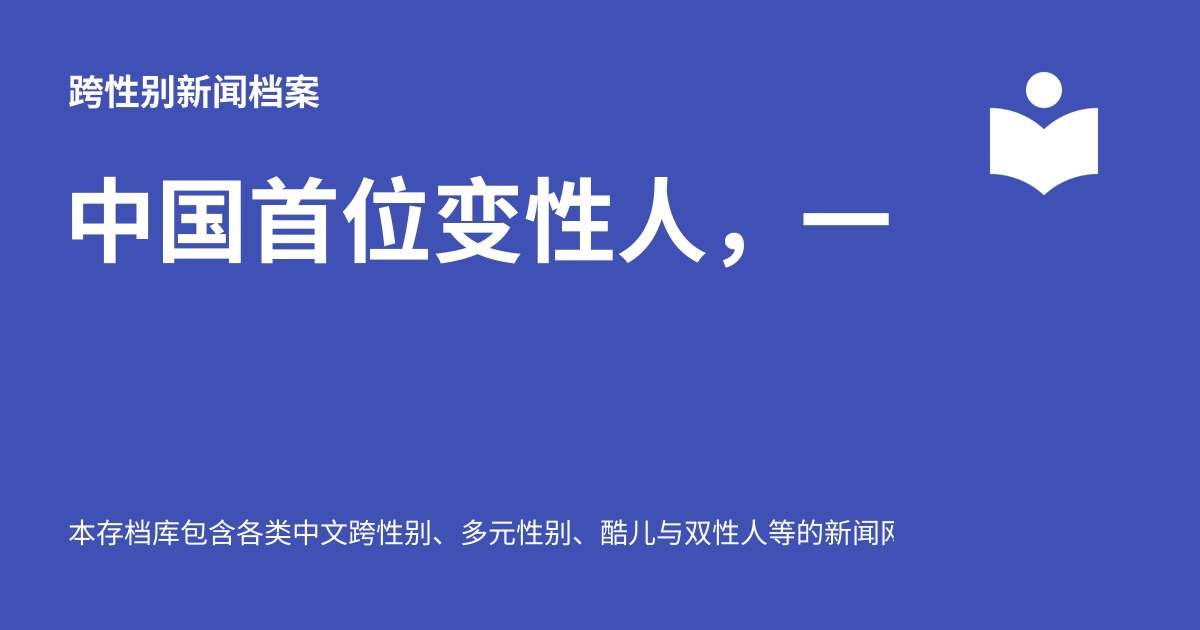 跨性别新闻档案
中国首位变性人，一
本存档库包含各类中文跨性别、多元性别、酷儿与双性人等的新闻网